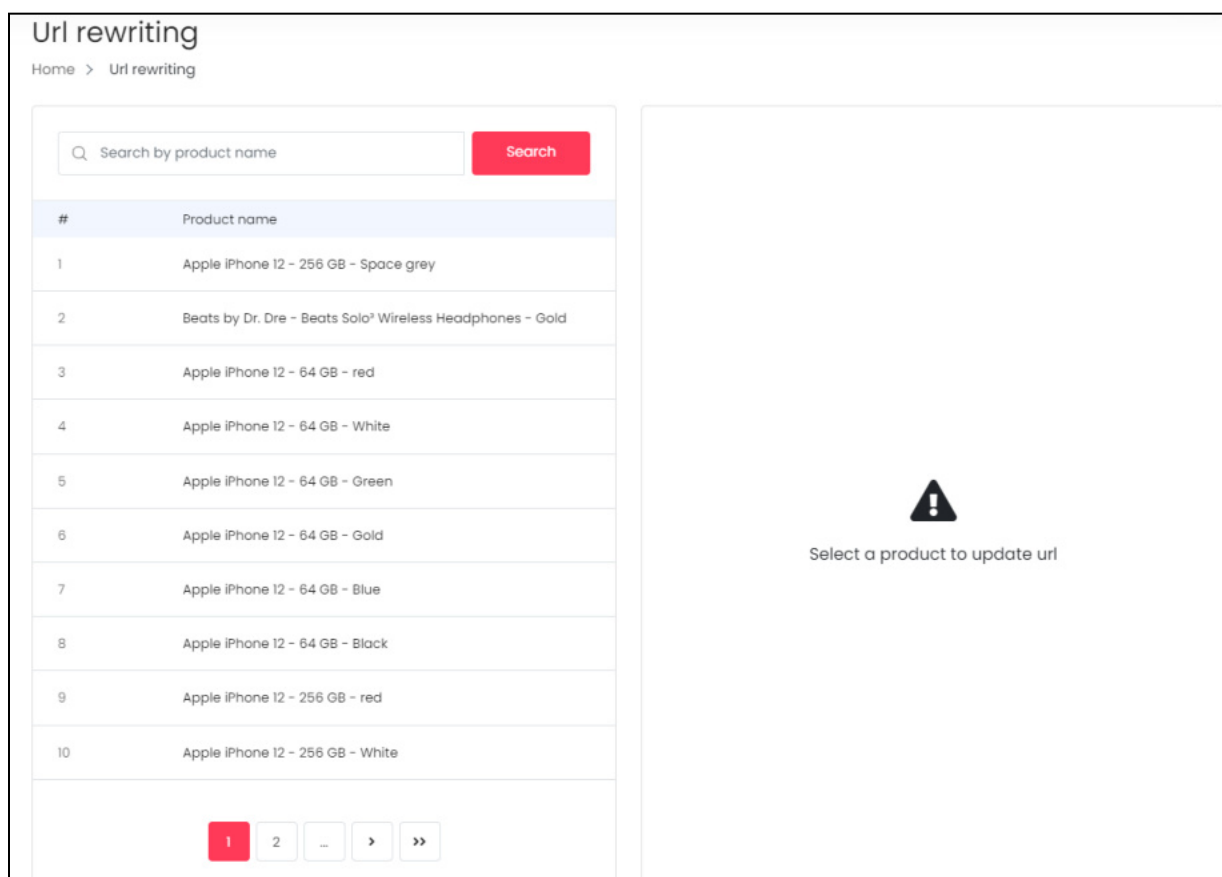 Url rewriting
Home > Url rewriting
Search by product name
Search
# Product name
1 Apple iPhone 12 - 256 GB - Space grey
2 Beats by Dr. Dre - Beats Solo³ Wireless Headphones - Gold
3 Apple iPhone 12 - 64 GB - red
4 Apple iPhone 12 - 64 GB - White
5 Apple iPhone 12 - 64 GB - Green
6 Apple iPhone 12 - 64 GB - Gold
7 Apple iPhone 12 - 64 GB - Blue
8 Apple iPhone 12 - 64 GB - Black
9 Apple iPhone 12 - 256 GB - red
10 Apple iPhone 12 - 256 GB - White
1 2 ... > >>
Select a product to update url